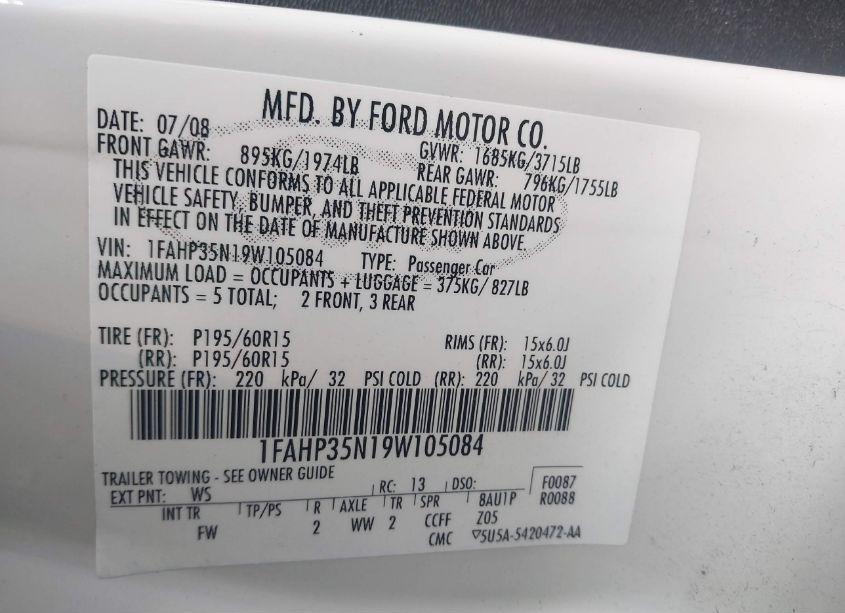 MFD. BY FORD MOTOR CO.
DATE: 07/08 GVWR: 1685KG/3715LB
FRONT GAWR: 895KG/1974LB REAR GAWR: 796KG/1755LB
THIS VEHICLE CONFORMS TO ALL APPLICABLE FEDERAL MOTOR
VEHICLE SAFETY, BUMPER, AND THEFT PREVENTION STANDARDS
IN EFFECT ON THE DATE OF MANUFACTURE SHOWN ABOVE.
VIN: 1FAHP35N19W105084 TYPE: Passenger Car
MAXIMUM LOAD = OCCUPANTS + LUGGAGE = 375KG/ 827LB
OCCUPANTS = 5 TOTAL; 2 FRONT, 3 REAR
TIRE (FR): P195/60R15 RIMS (FR): 15x6.0J
(RR): P195/60R15 (RR): 15x6.0J
PRESSURE (FR): 220 kPa/ 32 PSI COLD (RR): 220 kPa/ 32 PSI COLD
1FAHP35N19W105084
TRAILER TOWING - SEE OWNER GUIDE
EXT PNT: WS RC: 13 DSO: F0087
R0088
INT TR TP/PS R AXLE TR SPR BAU1P
FW 2 WW 2 CCFF Z05
CMC ▽5U5A-5420472-AA